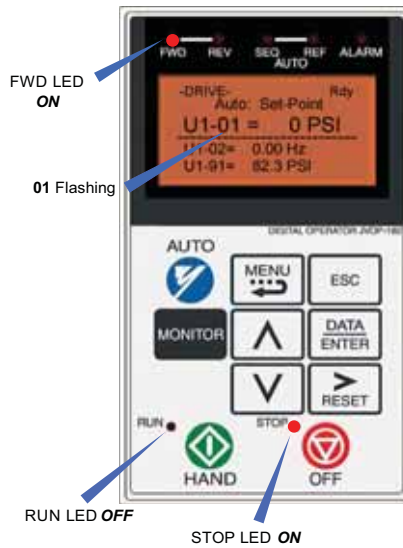 FWD REV SEQ REF ALARM
AUTO
FWD LED
ON
-DRIVE- Rdy
Auto: Set-Point
U1-01 = 0 PSI
U1-02= 0.00 Hz
U1-91= 82.3 PSI
01 Flashing
DIGITAL OPERATOR JVOP-180
AUTO
MENU
ESC
MONITOR
DATA
ENTER
RESET
RUN
STOP
HAND
OFF
RUN LED OFF
STOP LED ON